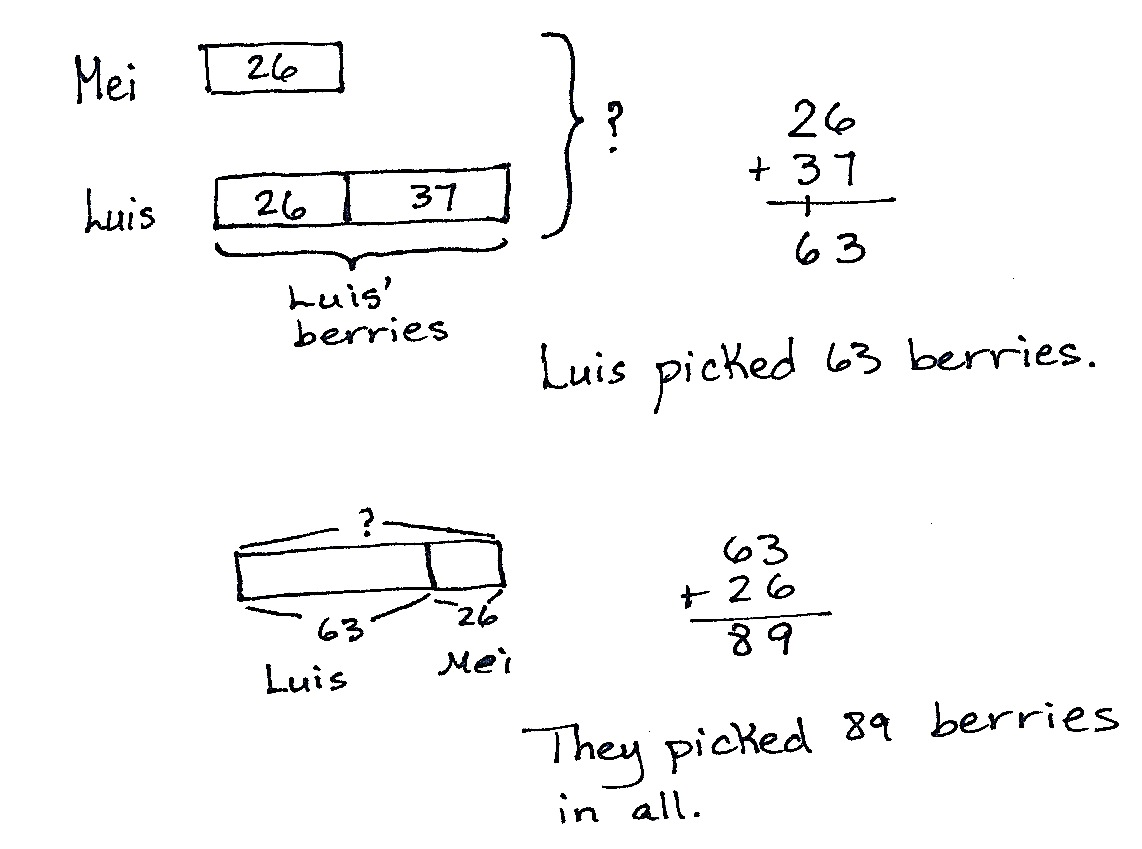 Mei 26
?
Luis 26 37
Luis'
berries
26
+ 37
1
63
Luis picked 63 berries.
?
63 26
Luis Mei
63
+ 26
89
They picked 89 berries
in all.